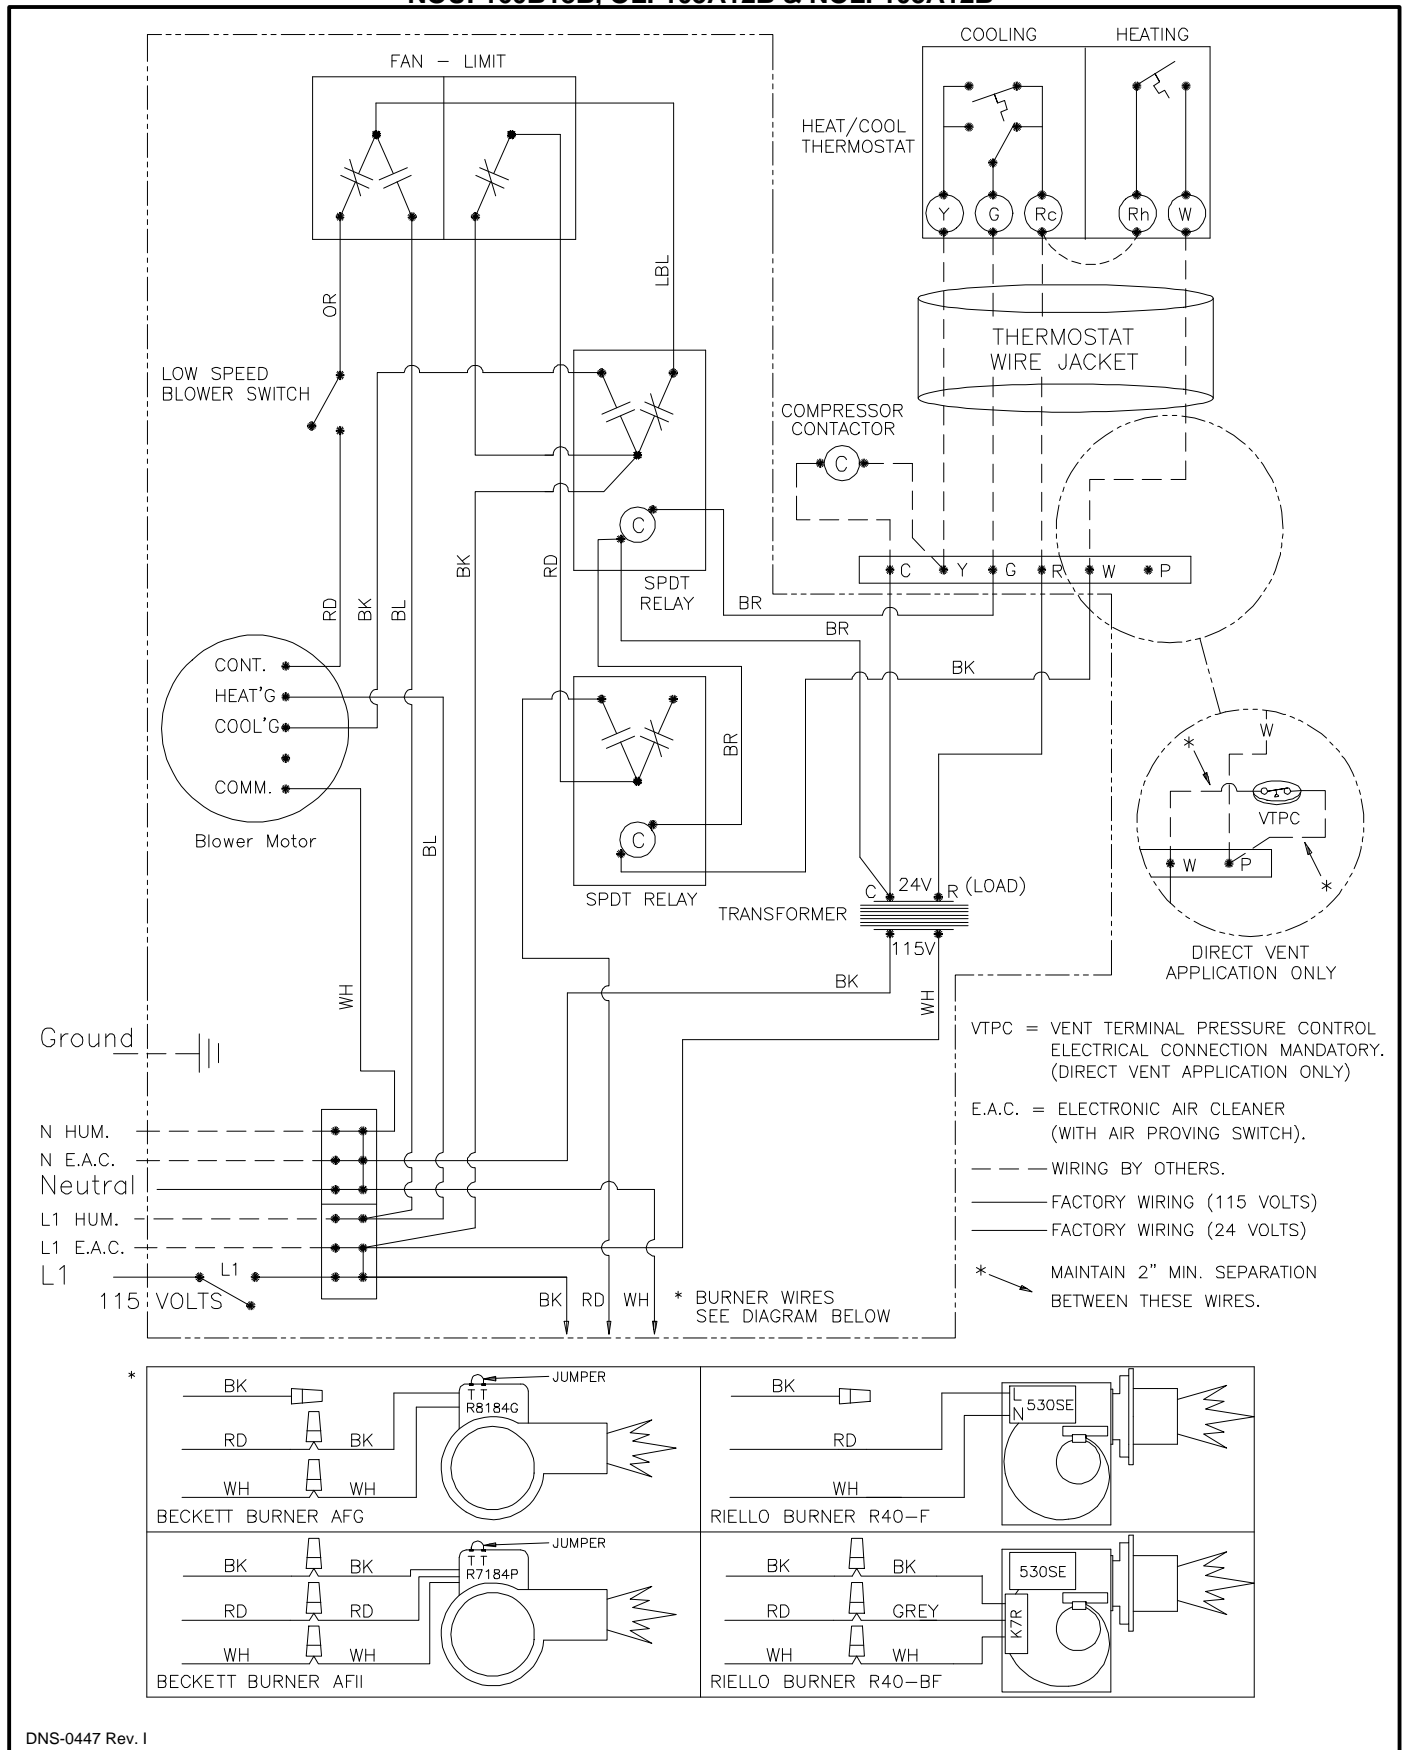 COOLING
HEATING
FAN - LIMIT
HEAT/COOL
THERMOSTAT
Y
G
Rc
Rh
W
OR
LBL
THERMOSTAT
WIRE JACKET
LOW SPEED
BLOWER SWITCH
COMPRESSOR
CONTACTOR
C
C
SPDT
RELAY
C
Y
G
R
W
P
BK
RD
RD
BK
BL
BR
BR
BK
CONT.
HEAT'G
COOL'G
COMM.
Blower Motor
BR
BL
C
SPDT RELAY
W
*
VTPC
W
P
*
DIRECT VENT
APPLICATION ONLY
C
24V
R
(LOAD)
TRANSFORMER
115V
BK
WH
WH
Ground
VTPC = VENT TERMINAL PRESSURE CONTROL
ELECTRICAL CONNECTION MANDATORY.
(DIRECT VENT APPLICATION ONLY)
E.A.C. = ELECTRONIC AIR CLEANER
(WITH AIR PROVING SWITCH).
WIRING BY OTHERS.
FACTORY WIRING (115 VOLTS)
FACTORY WIRING (24 VOLTS)
* MAINTAIN 2" MIN. SEPARATION
BETWEEN THESE WIRES.
N HUM.
N E.A.C.
Neutral
L1 HUM.
L1 E.A.C.
L1
L1
115 VOLTS
BK
RD
WH
* BURNER WIRES
SEE DIAGRAM BELOW
*
BK
JUMPER
T T
R8184G
RD
BK
WH
WH
BECKETT BURNER AFG
BK
L
N
530SE
RD
WH
RIELLO BURNER R40-F
JUMPER
T T
R7184P
BK
BK
RD
RD
WH
WH
BECKETT BURNER AFII
BK
BK
530SE
RD
GREY
K7R
WH
WH
RIELLO BURNER R40-BF
DNS-0447 Rev. I